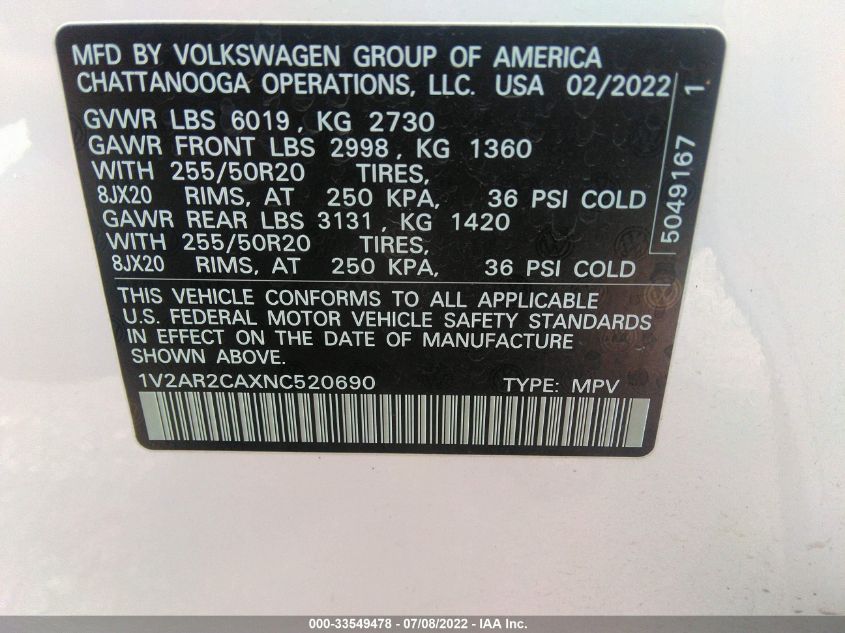 MFD BY VOLKSWAGEN GROUP OF AMERICA
CHATTANOOGA OPERATIONS, LLC. USA 02/2022
GVWR LBS 6019, KG 2730
GAWR FRONT LBS 2998, KG 1360
WITH 255/50R20 TIRES,
8JX20 RIMS, AT 250 KPA, 36 PSI COLD
GAWR REAR LBS 3131, KG 1420
WITH 255/50R20 TIRES,
8JX20 RIMS, AT 250 KPA, 36 PSI COLD
5049167 1
THIS VEHICLE CONFORMS TO ALL APPLICABLE
U.S. FEDERAL MOTOR VEHICLE SAFETY STANDARDS
IN EFFECT ON THE DATE OF MANUFACTURE
SHOWN ABOVE.
1V2AR2CAXNC520690 TYPE: MPV
000-33549478 - 07/08/2022 - IAA Inc.